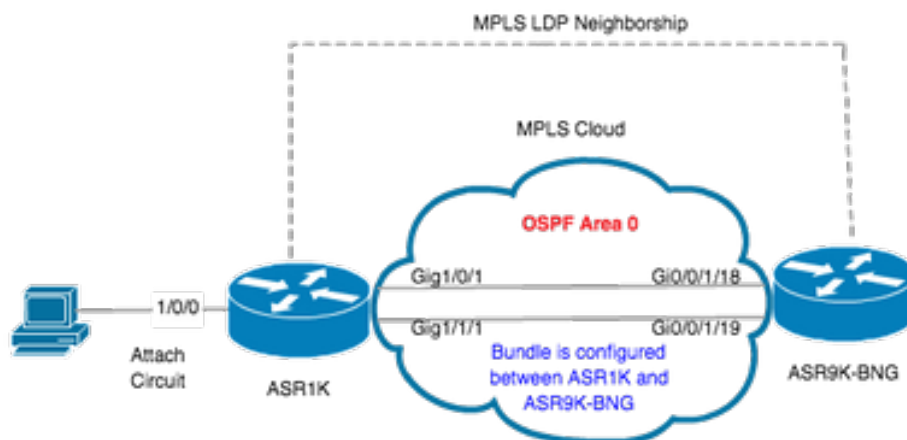 MPLS LDP Neighborship
MPLS Cloud
OSPF Area 0
Gig1/0/1
Gi0/0/1/18
1/0/0
Gig1/1/1
Gi0/0/1/19
Attach
Circuit
ASR1K
Bundle is configured
between ASR1K and
ASR9K-BNG
ASR9K-BNG